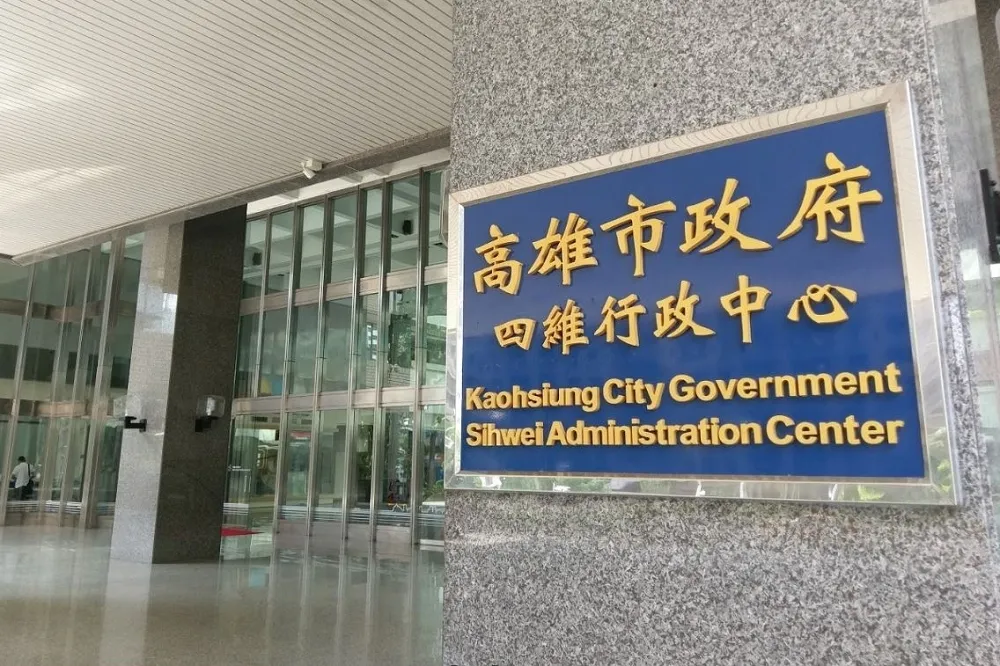 高雄市政府
四維行政中心
Kaohsiung City Government
Sihwei Administration Center